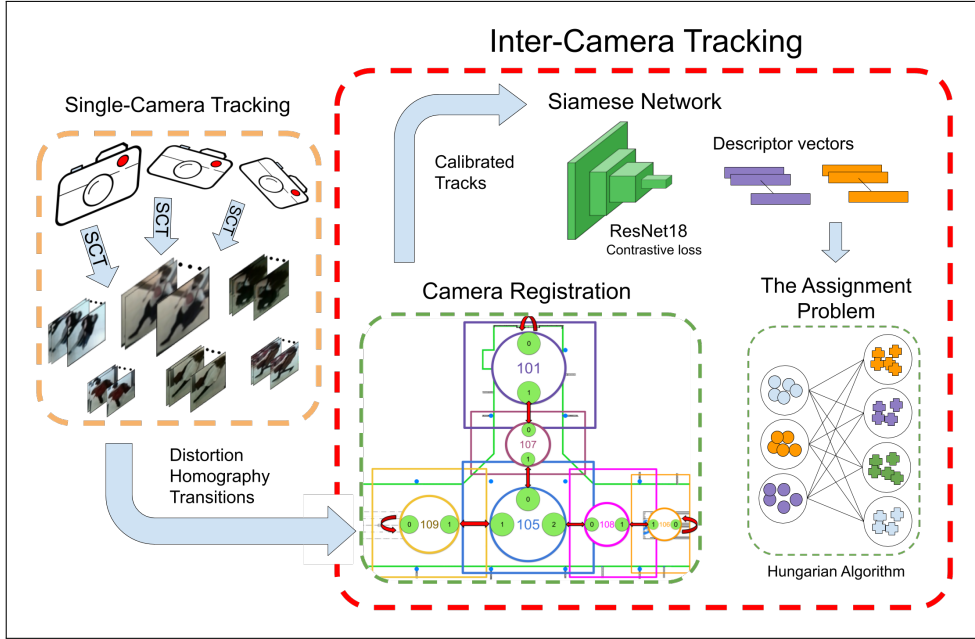 Inter-Camera Tracking
Single-Camera Tracking
SCT
SCT
SCT
Distortion
Homography
Transitions
Calibrated
Tracks
Siamese Network
ResNet18
Contrastive loss
Descriptor vectors
Camera Registration
0
101
1
0
107
1
0
0
109
1
1
105
2
0
108
1
1
0
The Assignment
Problem
Hungarian Algorithm